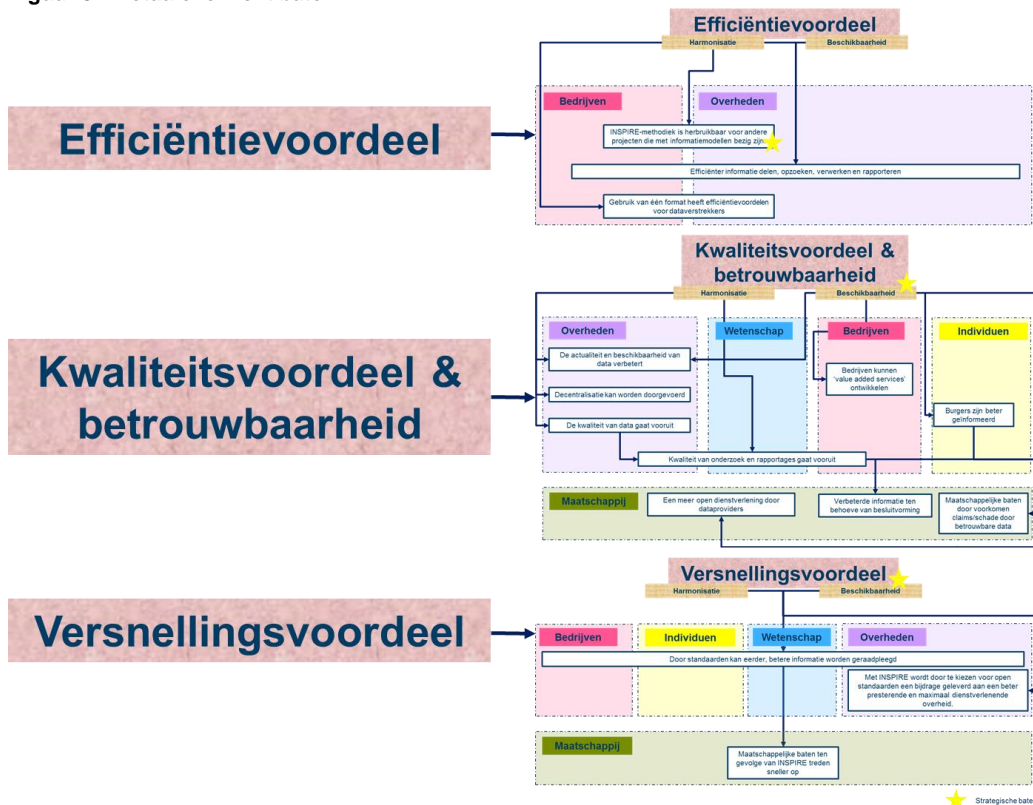 Efficiëntievoordeel
Harmonisatie
Beschikbaarheid
Efficiëntievoordeel
Bedrijven
Overheden
INSPIRE-methodiek is herbruikbaar voor andere
projecten die met informatiemodellen bezig zijn.
Efficiënter informatie delen, opzoeken, verwerken en rapporteren
Gebruik van één format heeft efficiëntievoordelen
voor dataverstrekkers
Kwaliteitsvoordeel &
betrouwbaarheid
Harmonisatie
Beschikbaarheid
Kwaliteitsvoordeel &
betrouwbaarheid
Overheden
Wetenschap
Bedrijven
Individuen
De actualiteit en beschikbaarheid van
data verbetert
Bedrijven kunnen
'value added services'
ontwikkelen
Decentralisatie kan worden doorgevoerd
Burgers zijn beter
geïnformeerd
De kwaliteit van data gaat vooruit
Kwaliteit van onderzoek en rapportages gaat vooruit
Maatschappij
Een meer open dienstverlening door
dataproviders
Verbeterde informatie ten
behoeve van besluitvorming
Maatschappelijke baten
door voorkomen
claims/schade door
betrouwbare data
Versnellingsvoordeel
Harmonisatie
Beschikbaarheid
Versnellingsvoordeel
Bedrijven
Individuen
Wetenschap
Overheden
Door standaarden kan eerder, betere informatie worden geraadpleegd
Met INSPIRE wordt door te kiezen voor open
standaarden een bijdrage geleverd aan een beter
presterende en maximaal dienstverlenende
overheid.
Maatschappij
Maatschappelijke baten ten
gevolge van INSPIRE treden
sneller op
Strategische bate